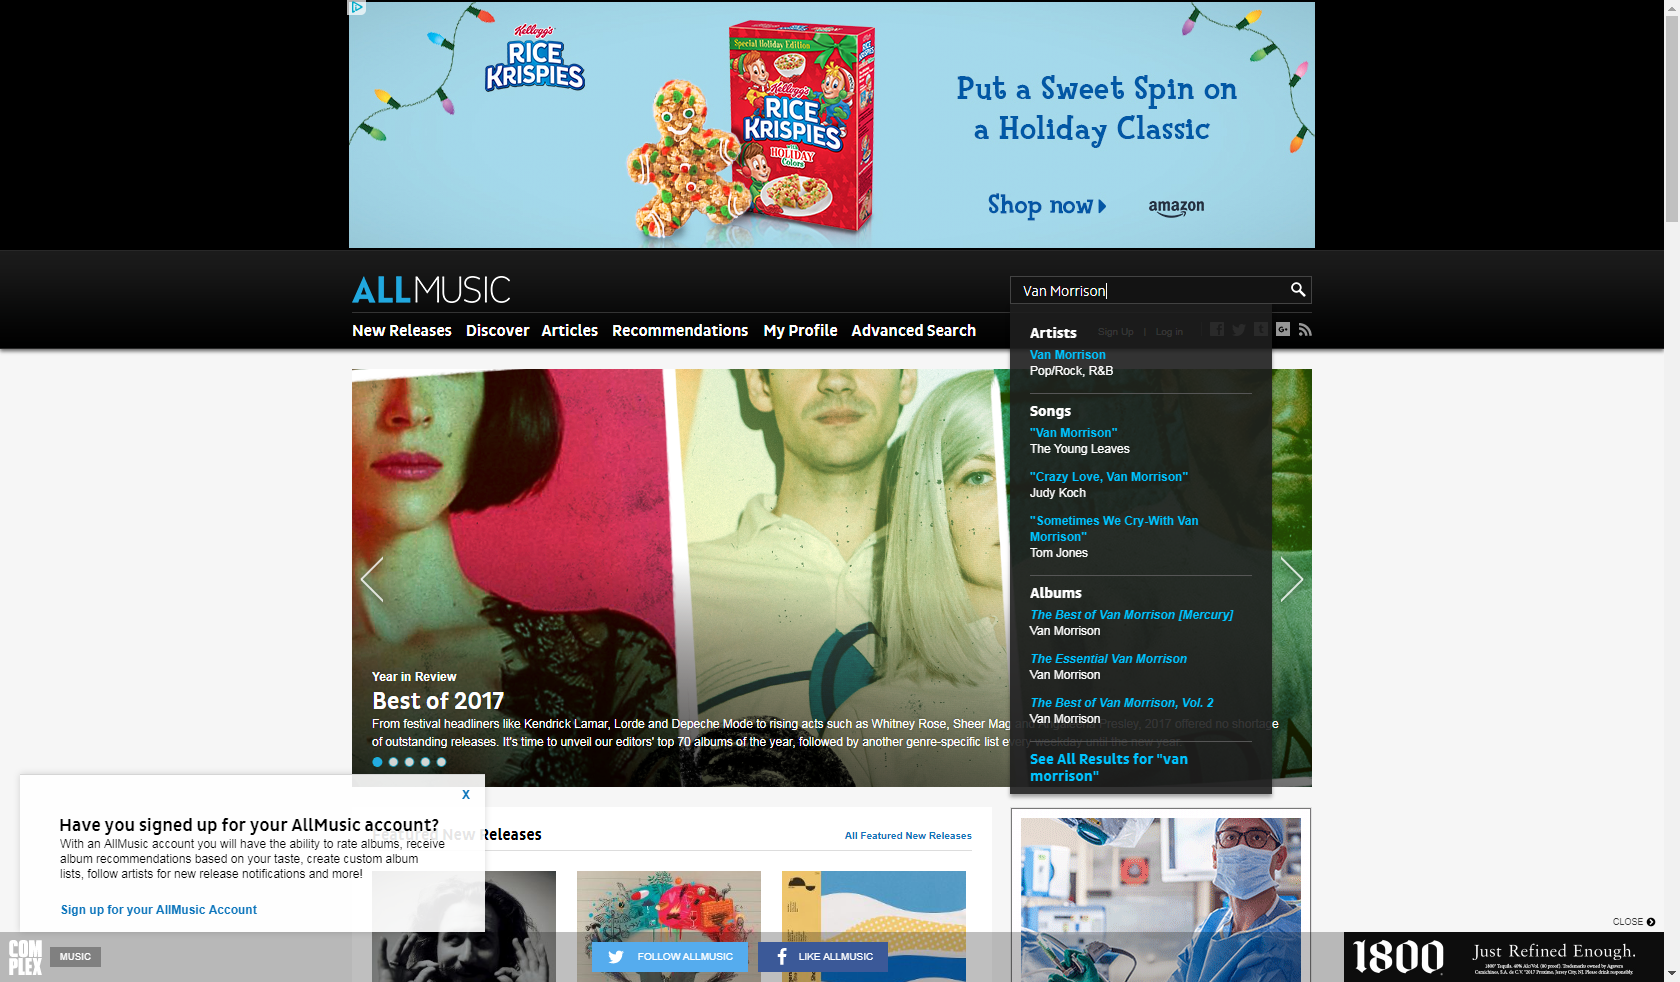 Kellogg's
RICE
KRISPIES
Special Holiday Edition
Kellogg's
RICE
KRISPIES
with
HOLIDAY
Colors
Put a Sweet Spin on
a Holiday Classic
Shop now
amazon
ALLMUSIC
Van Morrison
New Releases Discover Articles Recommendations My Profile Advanced Search
Sign Up | Log in
Artists
Van Morrison
Pop/Rock, R&B
Songs
"Van Morrison"
The Young Leaves
"Crazy Love, Van Morrison"
Judy Koch
"Sometimes We Cry-With Van
Morrison"
Tom Jones
Albums
The Best of Van Morrison [Mercury]
Van Morrison
The Essential Van Morrison
Van Morrison
The Best of Van Morrison, Vol. 2
Van Morrison
See All Results for "van
morrison"
Year in Review
Best of 2017
From festival headliners like Kendrick Lamar, Lorde and Depeche Mode to rising acts such as Whitney Rose, Sheer Mag and Presley, 2017 offered no shortage
of outstanding releases. It's time to unveil our editors' top 70 albums of the year, followed by another genre-specific list every weekday until the new year.
X
Have you signed up for your AllMusic account?
With an AllMusic account you will have the ability to rate albums, receive
album recommendations based on your taste, create custom album
lists, follow artists for new release notifications and more!
Sign up for your AllMusic Account
Featured New Releases
All Featured New Releases
CLOSE
COM
PLEX
MUSIC
FOLLOW ALLMUSIC
LIKE ALLMUSIC
1800
Just Refined Enough.